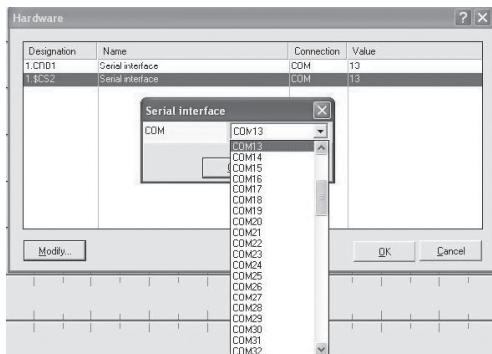 Hardware
Designation Name Connection Value
1.CПD1 Serial interface COM 13
1.$CS2 Serial interface COM 13
Serial interface
COM COM13
COM13
COM14
COM15
COM16
COM17
COM18
COM19
COM20
COM21
COM22
COM23
COM24
COM25
COM26
COM27
COM28
COM29
COM30
COM31
COM32
Modify...
OK Cancel